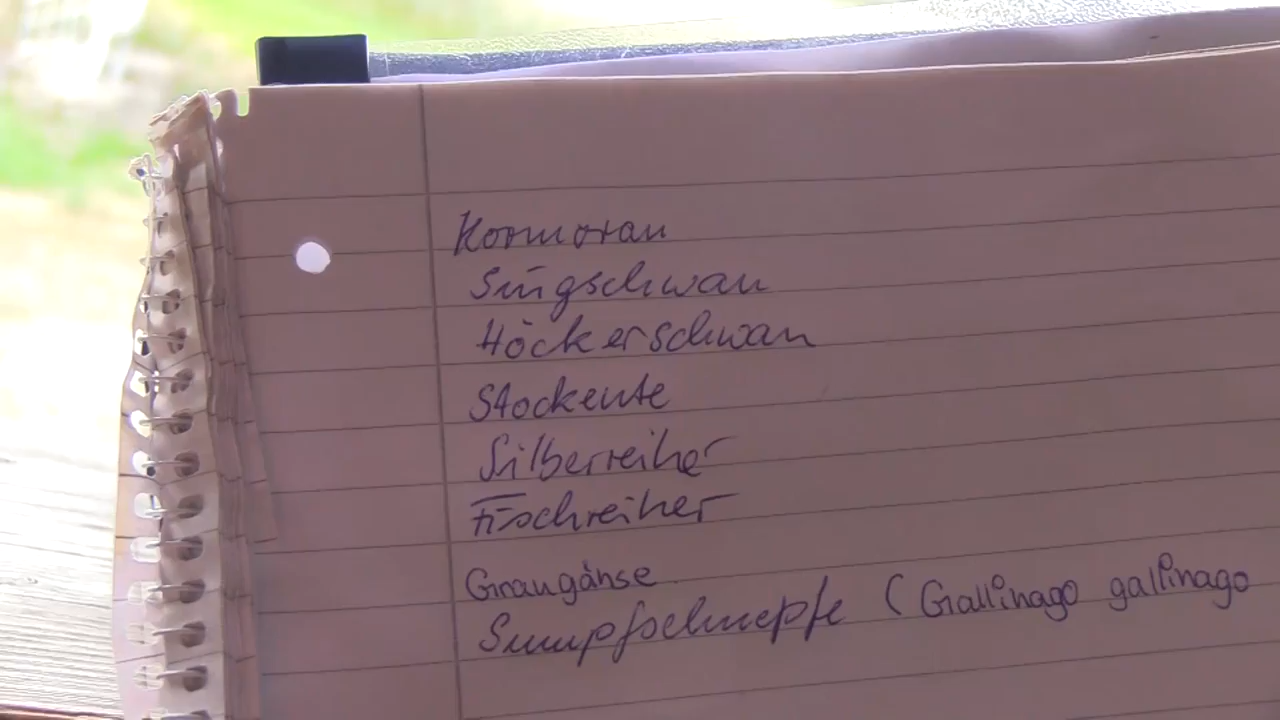 Kormoran
Singschwan
Höckerschwan
Stockente
Silberreiher
Fischreiher
Graugänse
Sumpfschnepfe (Gallinago gallinago